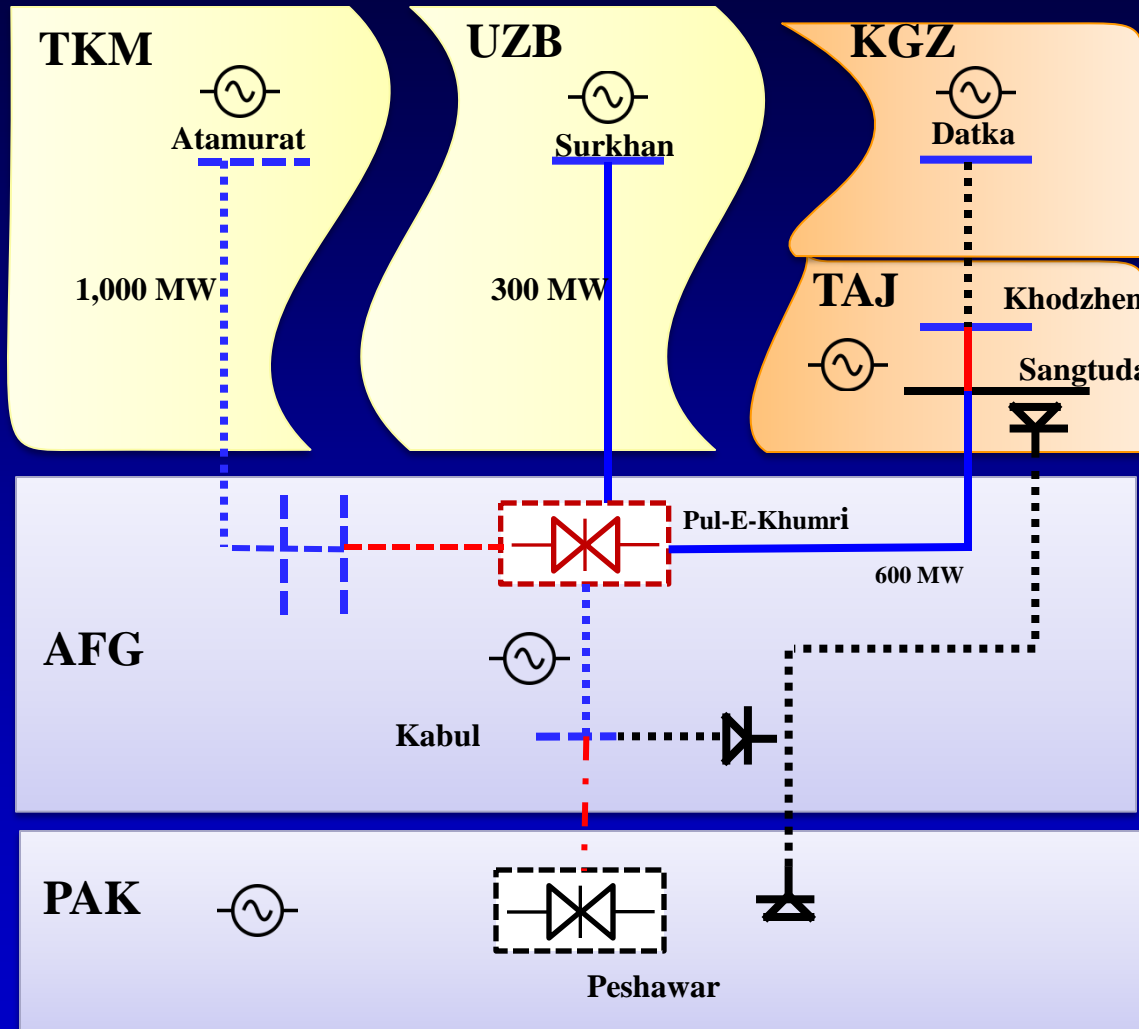 TKM
UZB
KGZ
Atamurat
Surkhan
Datka
1,000 MW
300 MW
TAJ
Khodzhen
Sangtuda
Pul-E-Khumri
600 MW
AFG
Kabul
PAK
Peshawar